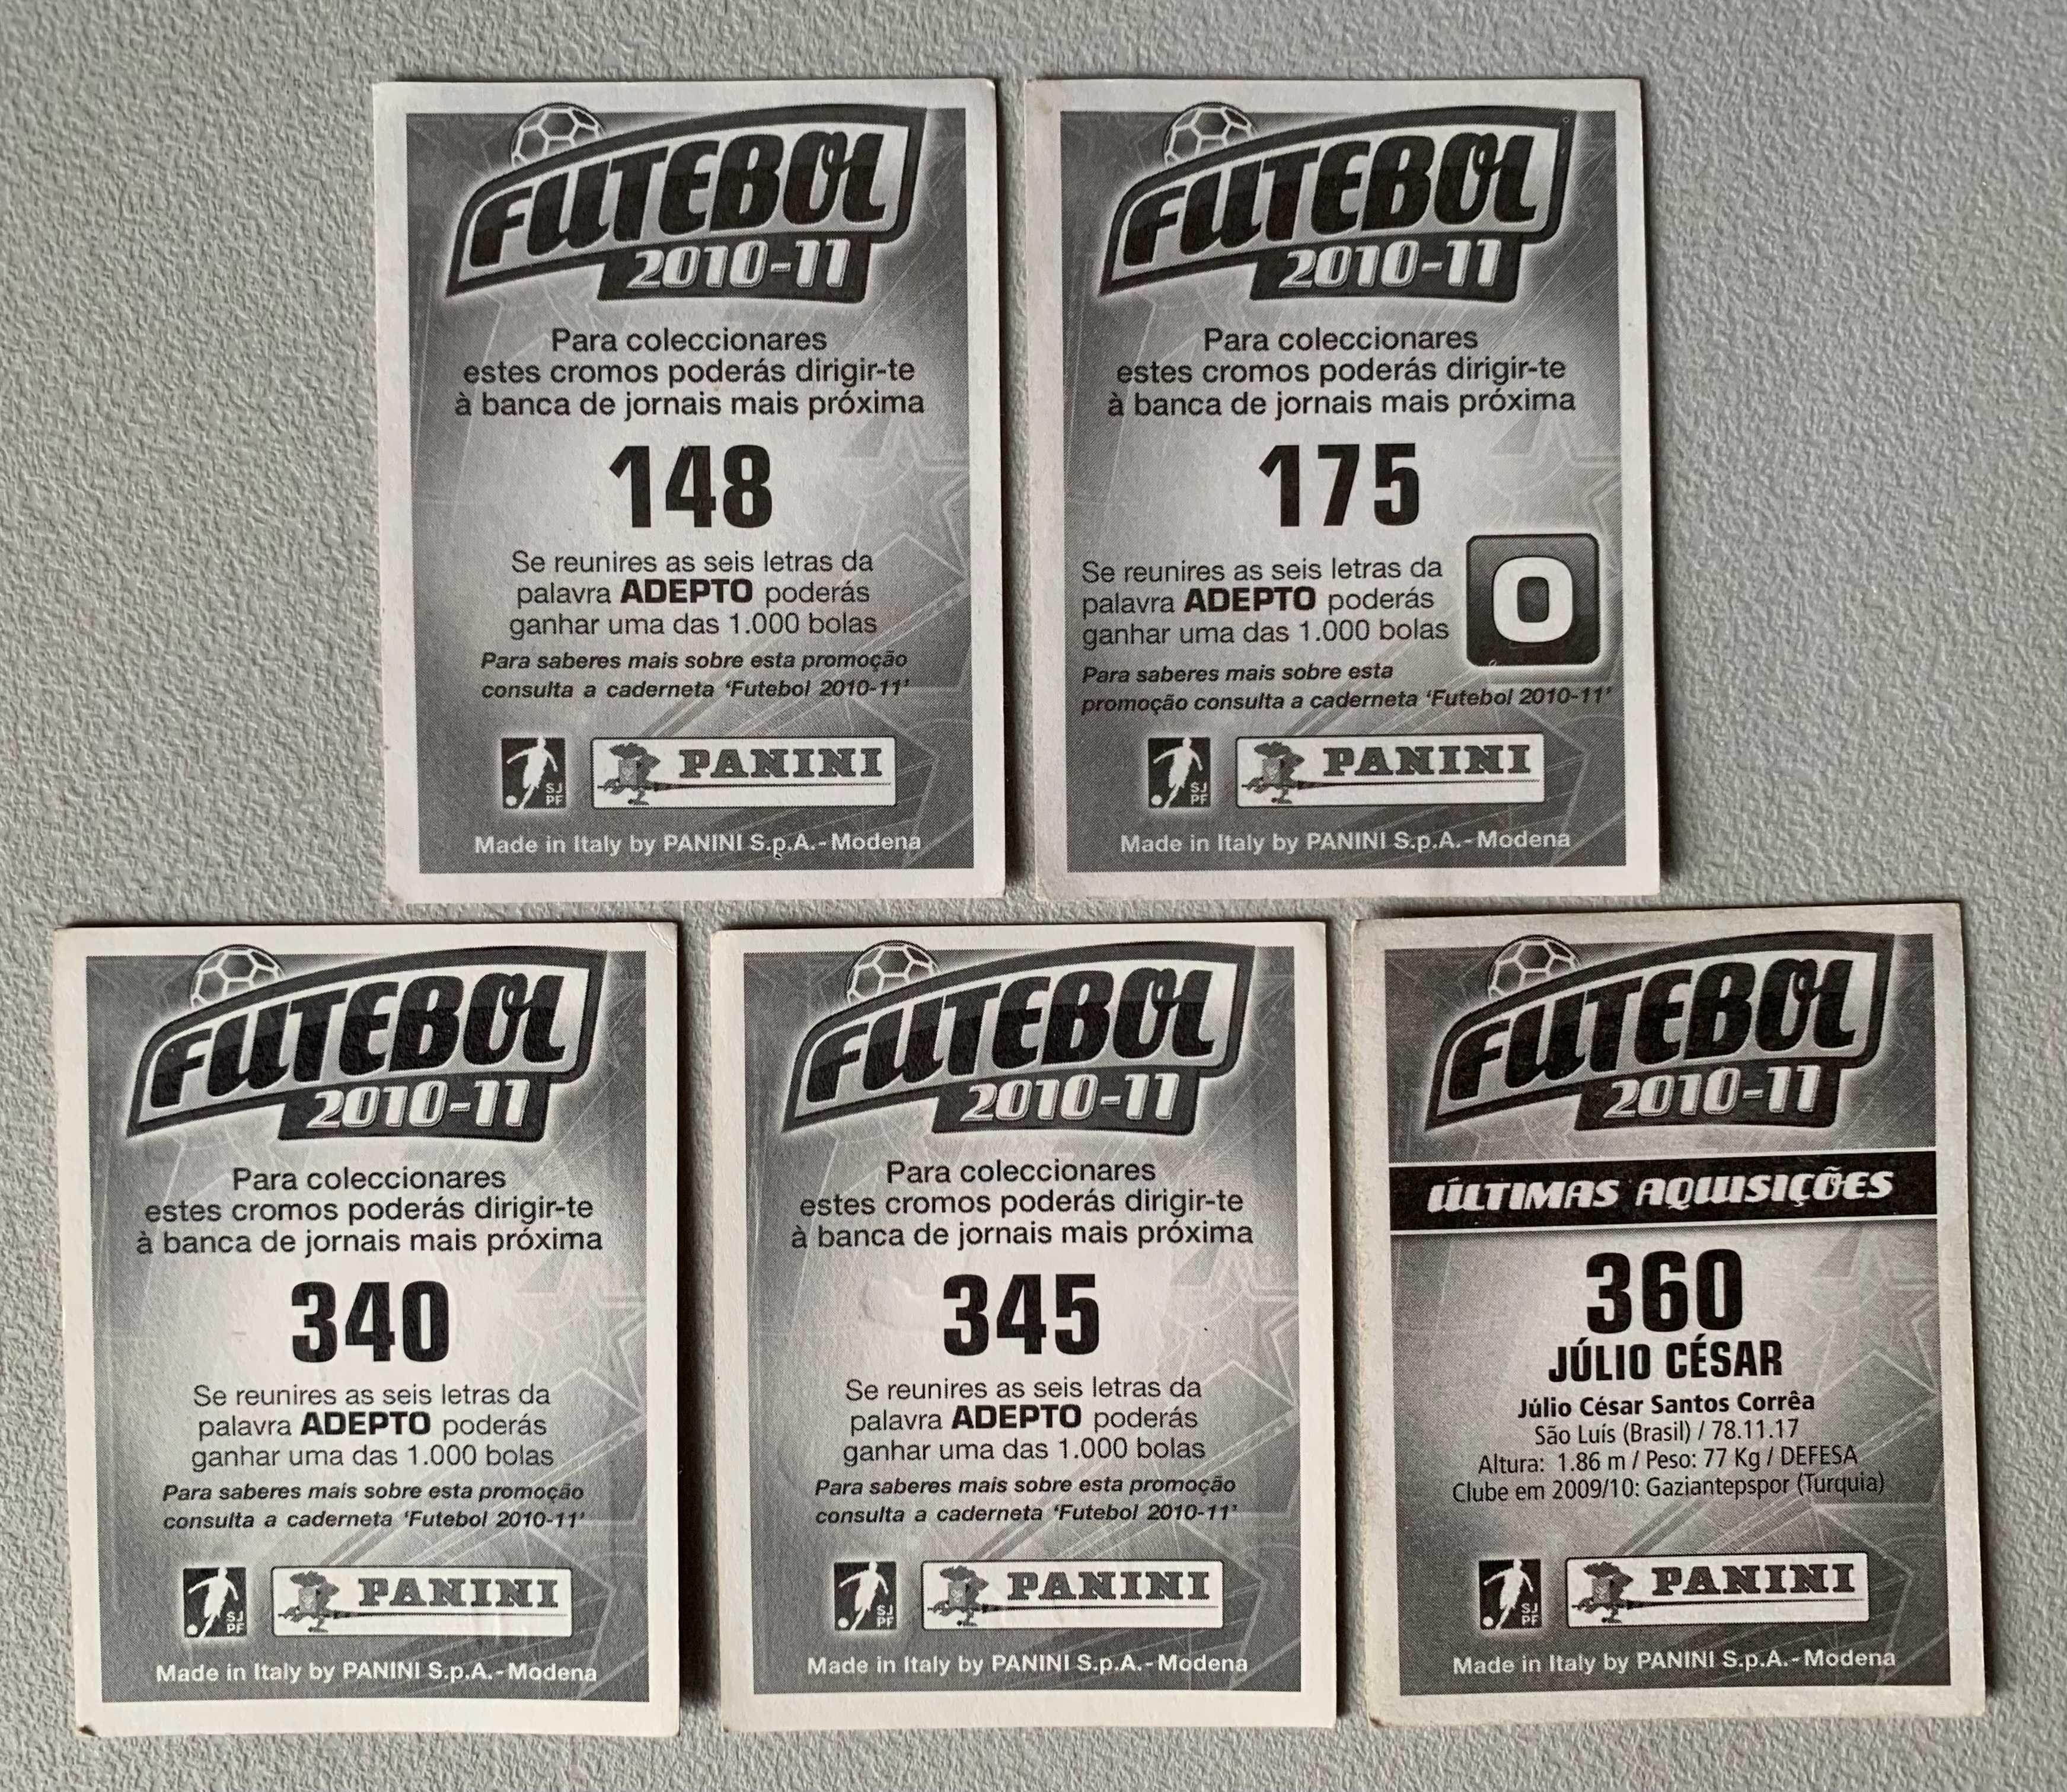 FUTEBOL
2010-11
Para coleccionares
estes cromos poderás dirigir-te
à banca de jornais mais próxima
148
Se reunires as seis letras da
palavra ADEPTO poderás
ganhar uma das 1.000 bolas
Para saberes mais sobre esta promoção
consulta a caderneta ‘Futebol 2010-11’
SJ
PF
PANINI
Made in Italy by PANINI S.p.A.-Modena
FUTEBOL
2010-11
Para coleccionares
estes cromos poderás dirigir-te
à banca de jornais mais próxima
175
Se reunires as seis letras da
palavra ADEPTO poderás
ganhar uma das 1.000 bolas
O
Para saberes mais sobre esta
promoção consulta a caderneta ‘Futebol 2010-11’
SJ
PF
PANINI
Made in Italy by PANINI S.p.A.-Modena
FUTEBOL
2010-11
Para coleccionares
estes cromos poderás dirigir-te
à banca de jornais mais próxima
340
Se reunires as seis letras da
palavra ADEPTO poderás
ganhar uma das 1.000 bolas
Para saberes mais sobre esta promoção
consulta a caderneta ‘Futebol 2010-11’
SJ
PF
PANINI
Made in Italy by PANINI S.p.A.-Modena
FUTEBOL
2010-11
Para coleccionares
estes cromos poderás dirigir-te
à banca de jornais mais próxima
345
Se reunires as seis letras da
palavra ADEPTO poderás
ganhar uma das 1.000 bolas
Para saberes mais sobre esta promoção
consulta a caderneta ‘Futebol 2010-11’
SJ
PF
PANINI
Made in Italy by PANINI S.p.A.-Modena
FUTEBOL
2010-11
ÚLTIMAS AQUISIÇÕES
360
JÚLIO CÉSAR
Júlio César Santos Corrêa
São Luís (Brasil) / 78.11.17
Altura: 1.86 m / Peso: 77 Kg / DEFESA
Clube em 2009/10: Gaziantepspor (Turquia)
SJ
PF
PANINI
Made in Italy by PANINI S.p.A.-Modena